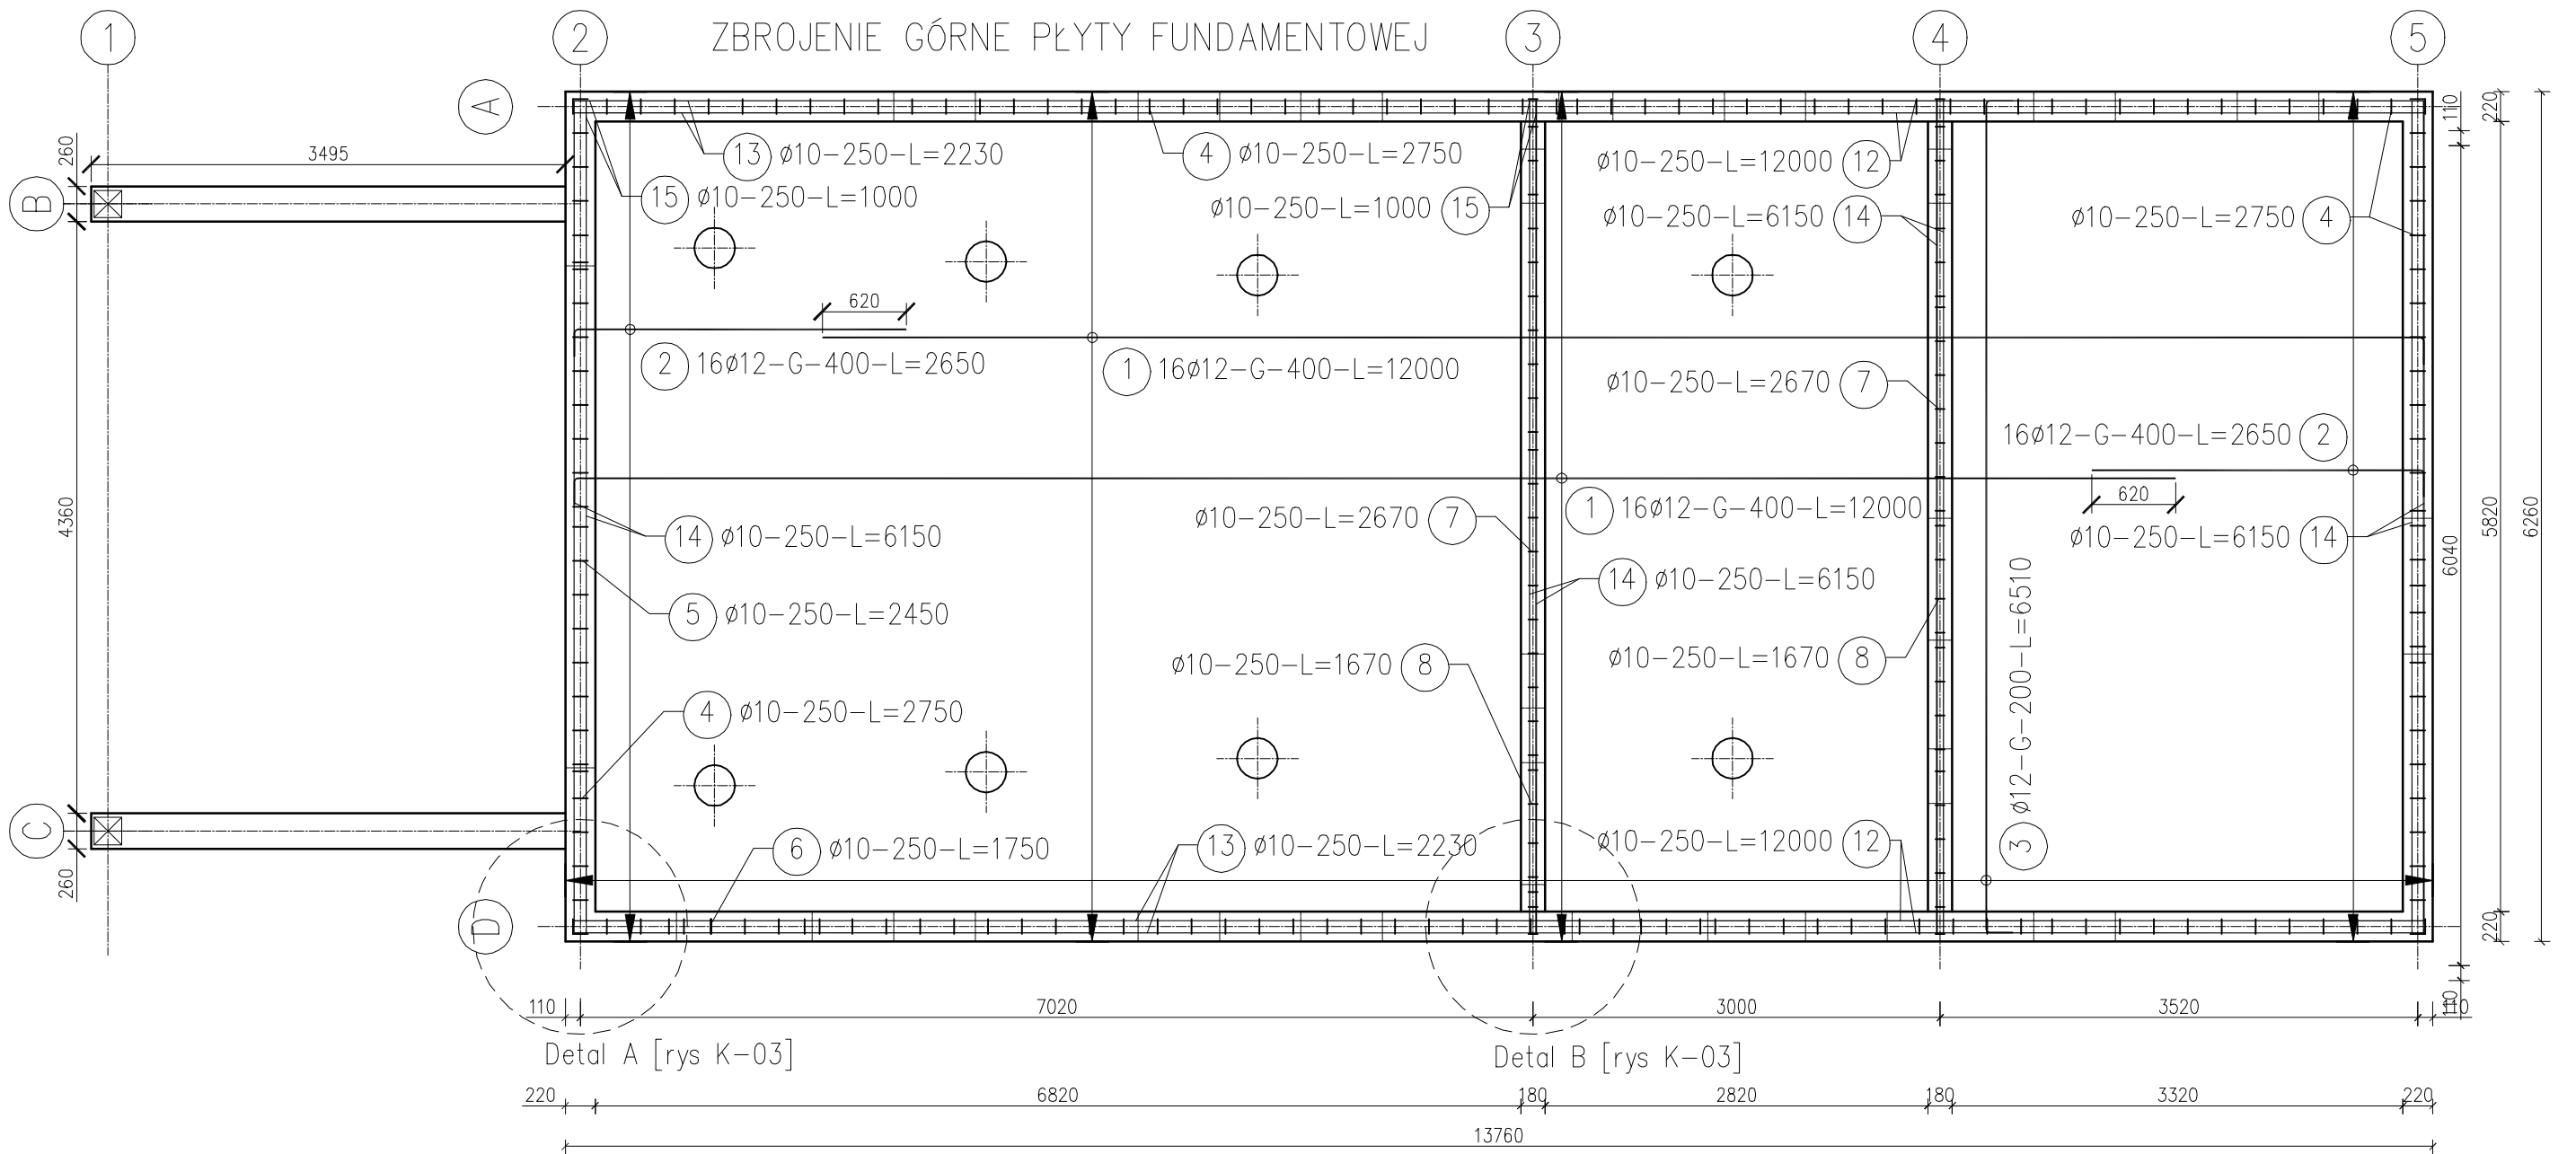 1
2
ZBROJENIE GÓRNE PŁYTY FUNDAMENTOWEJ
3
4
5
A
B
C
D
260
3495
4360
260
13 ø10-250-L=2230
15 ø10-250-L=1000
4 ø10-250-L=2750
ø10-250-L=1000 15
ø10-250-L=12000 12
ø10-250-L=6150 14
ø10-250-L=2750 4
110
220
620
2 16ø12-G-400-L=2650
1 16ø12-G-400-L=12000
ø10-250-L=2670 7
16ø12-G-400-L=2650 2
620
ø10-250-L=2670 7
1 16ø12-G-400-L=12000
14 ø10-250-L=6150
ø10-250-L=6150 14
6040
5820
6260
14 ø10-250-L=6150
5 ø10-250-L=2450
ø10-250-L=1670 8
ø10-250-L=1670 8
3 ø12-G-200-L=6510
4 ø10-250-L=2750
6 ø10-250-L=1750
13 ø10-250-L=2230
ø10-250-L=12000 12
220
110
110
7020
3000
3520
110
Detal A [rys K-03]
Detal B [rys K-03]
220
6820
180
2820
180
3320
220
13760